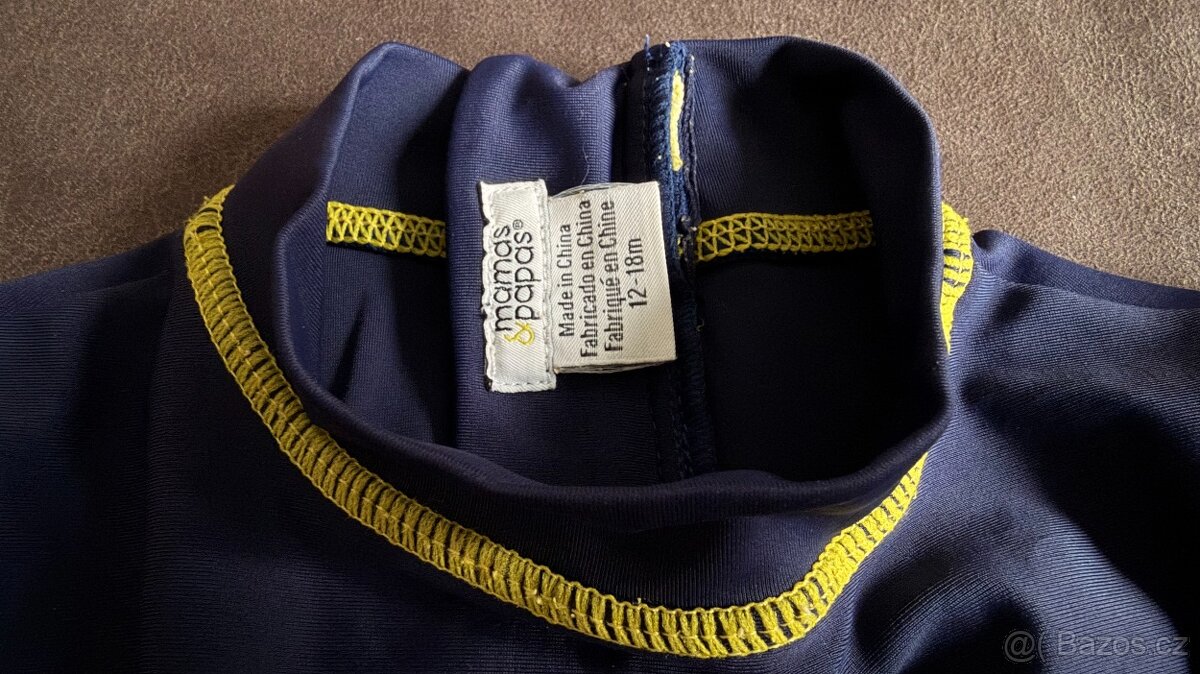 mamas
& papas®
Made in China
Fabricado en China
Fabriqué en Chine
12 - 18m
@( Bazos.cz